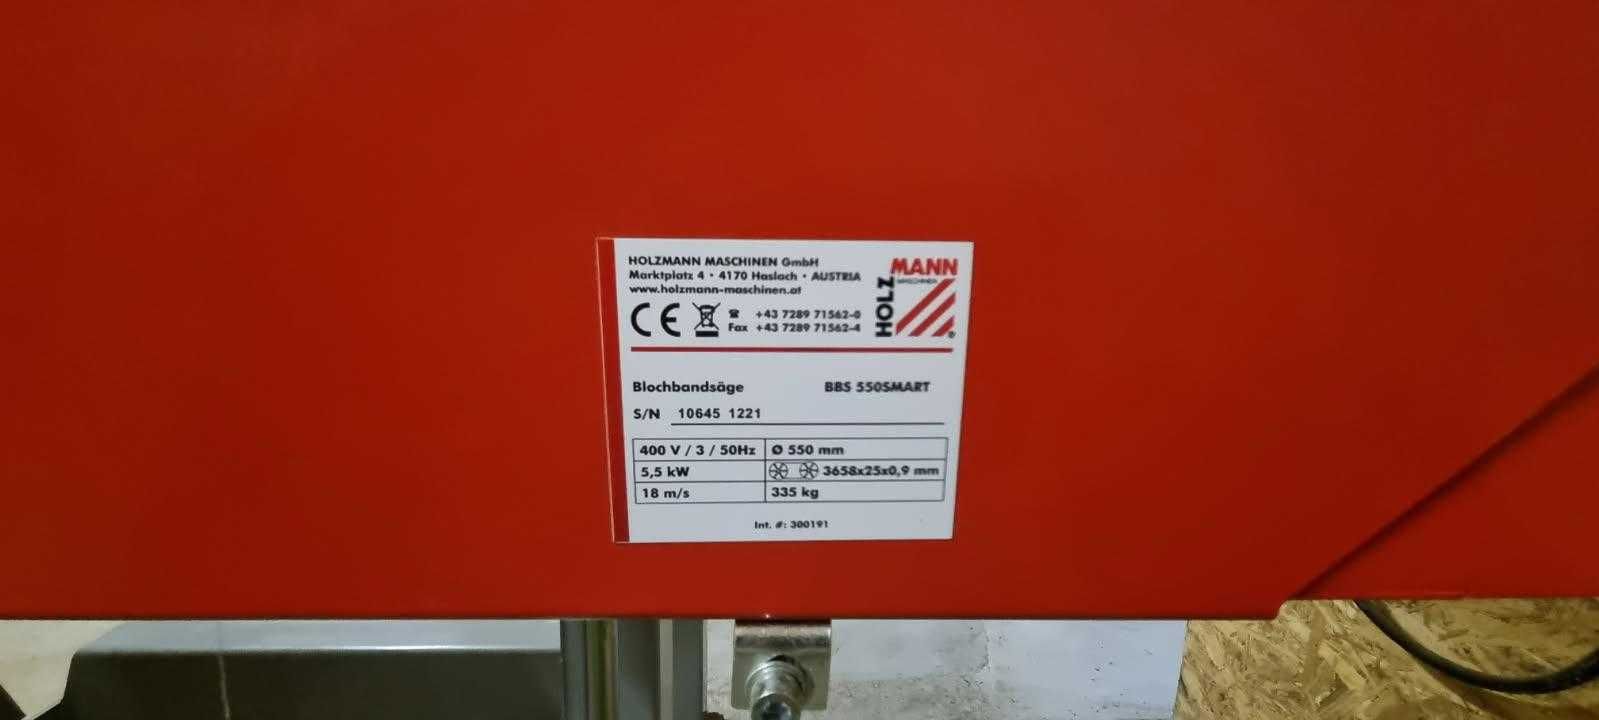 HOLZMANN MASCHINEN GmbH
Marktplatz 4 • 4170 Haslach • AUSTRIA
www.holzmann-maschinen.at
CE
+43 7289 71562-0
Fax +43 7289 71562-4
HOLZ
MANN
MASCHINEN
®
Blochbandsäge BBS 550SMART
S/N 10645 1221
400 V / 3 / 50Hz Ø 550 mm
5,5 kW 3658x25x0,9 mm
18 m/s 335 kg
Int. #: 300191